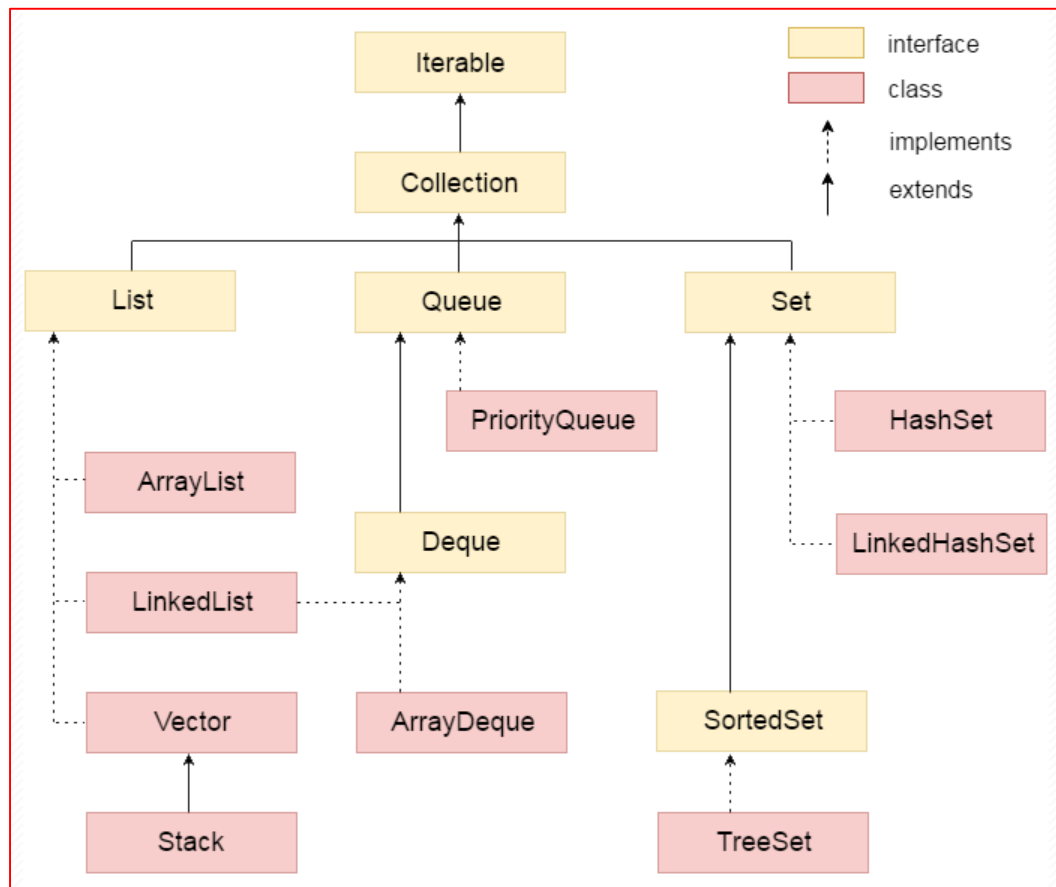 Iterable
interface
class
implements
extends
Collection
List
Queue
Set
PriorityQueue
HashSet
ArrayList
Deque
LinkedHashSet
LinkedList
Vector
ArrayDeque
SortedSet
Stack
TreeSet